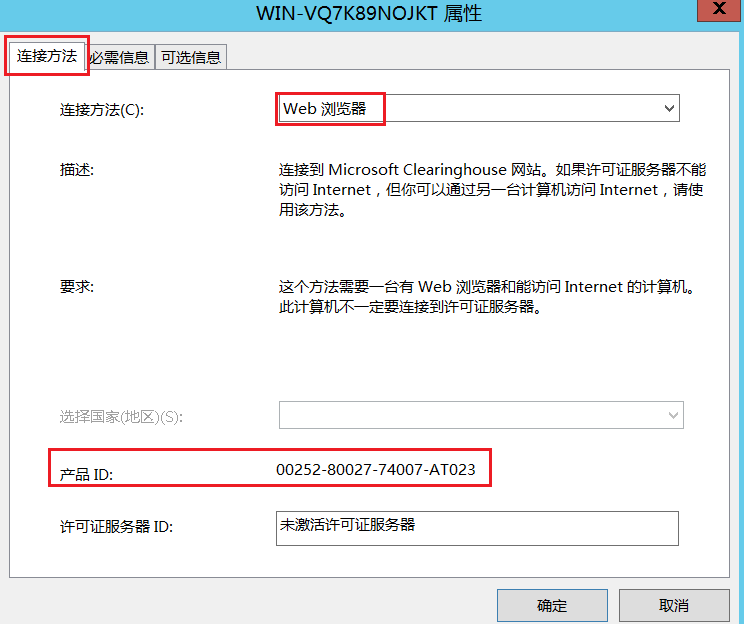 WIN-VQ7K89NOJKT 属性
连接方法 必需信息 可选信息
连接方法(C): Web 浏览器
描述: 连接到 Microsoft Clearinghouse 网站。如果许可证服务器不能
访问 Internet，但你可以通过另一台计算机访问 Internet，请使
用该方法。
要求: 这个方法需要一台有 Web 浏览器和能访问 Internet 的计算机。
此计算机不一定要连接到许可证服务器。
选择国家(地区)(S):
产品 ID: 00252-80027-74007-AT023
许可证服务器 ID: 未激活许可证服务器
确定 取消